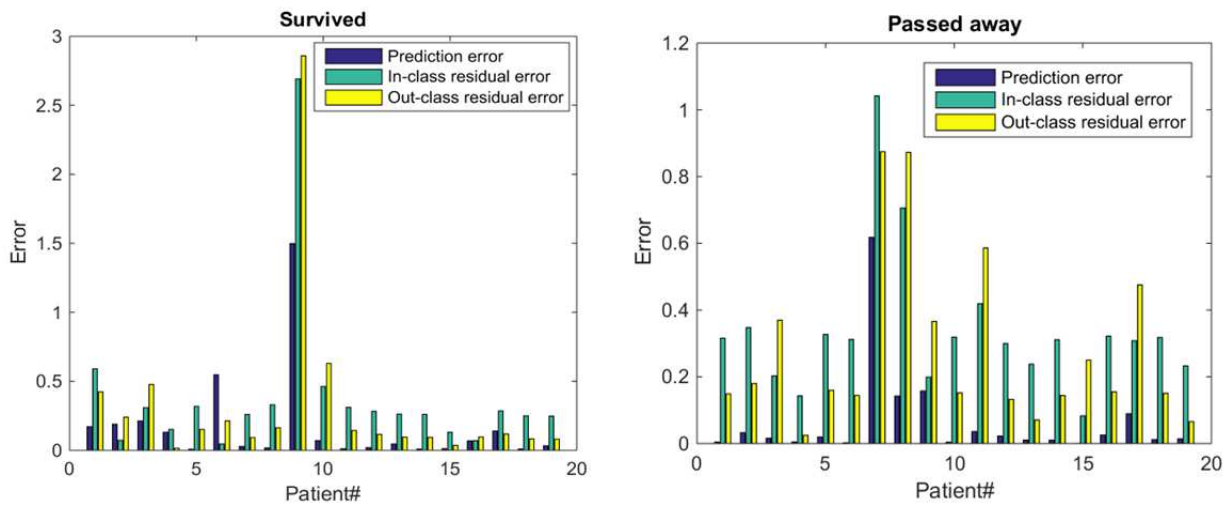 Survived
3
2.5
2
1.5
1
0.5
0
Error
Prediction error
In-class residual error
Out-class residual error
0
5
10
15
20
Patient#
Passed away
1.2
1
0.8
0.6
0.4
0.2
0
Error
Prediction error
In-class residual error
Out-class residual error
0
5
10
15
20
Patient#